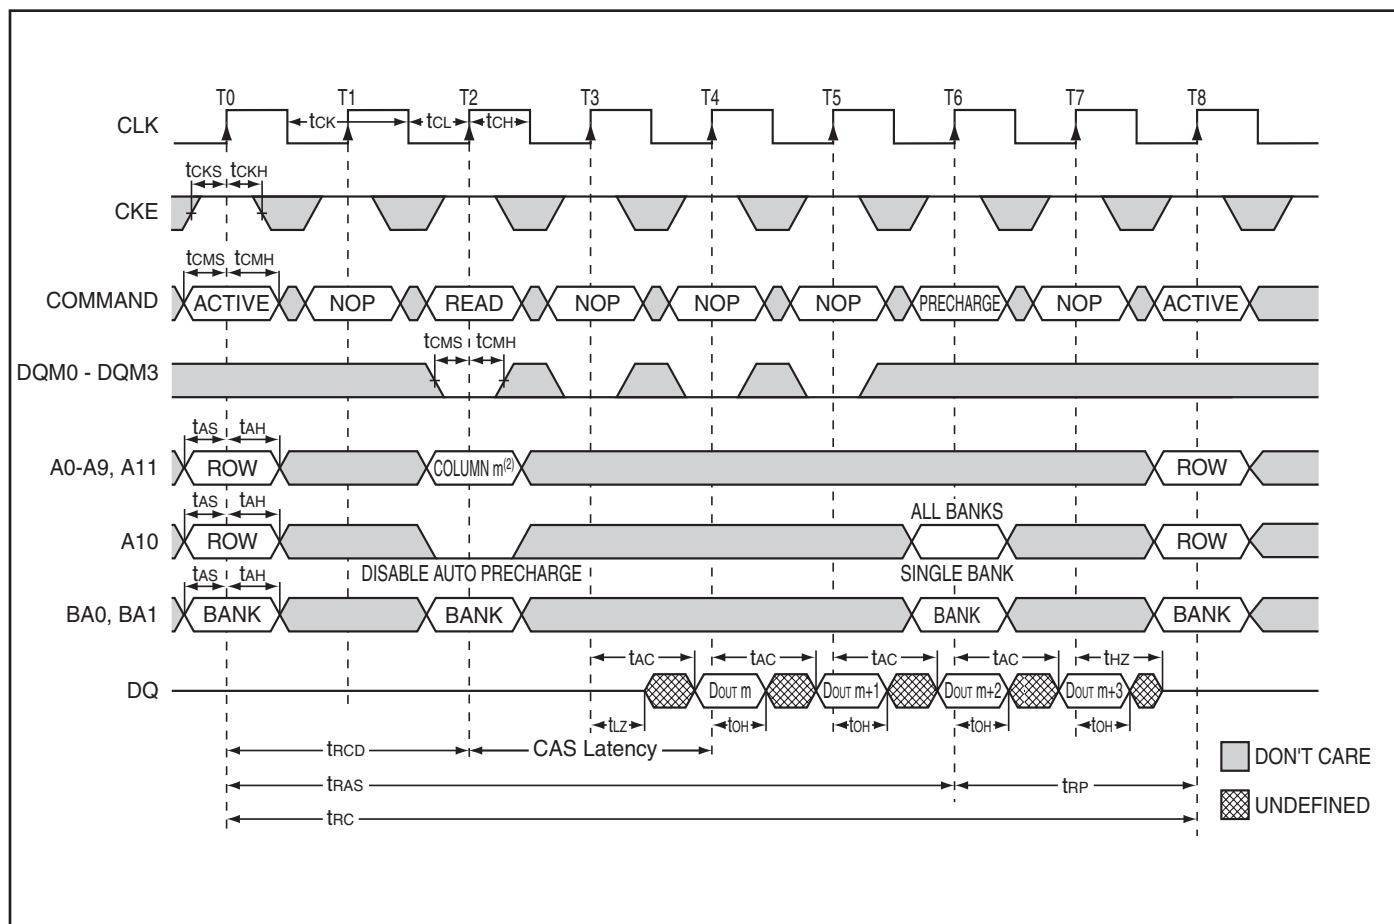 T0 T1 T2 T3 T4 T5 T6 T7 T8
CLK tCK tCL tCH
tCKS tCKH
CKE
tCMS tCMH
COMMAND ACTIVE NOP READ NOP NOP NOP PRECHARGE NOP ACTIVE
tCMS tCMH
DQM0 - DQM3
tAS tAH
A0-A9, A11 ROW COLUMN m(2) ROW
tAS tAH ALL BANKS
A10 ROW ROW
DISABLE AUTO PRECHARGE SINGLE BANK
tAS tAH
BA0, BA1 BANK BANK BANK BANK
tAC tAC tAC tAC tHZ
DQ DOUT m DOUT m+1 DOUT m+2 DOUT m+3
tLZ tOH tOH tOH tOH
tRCD CAS Latency
DON'T CARE
tRAS tRP
UNDEFINED
tRC